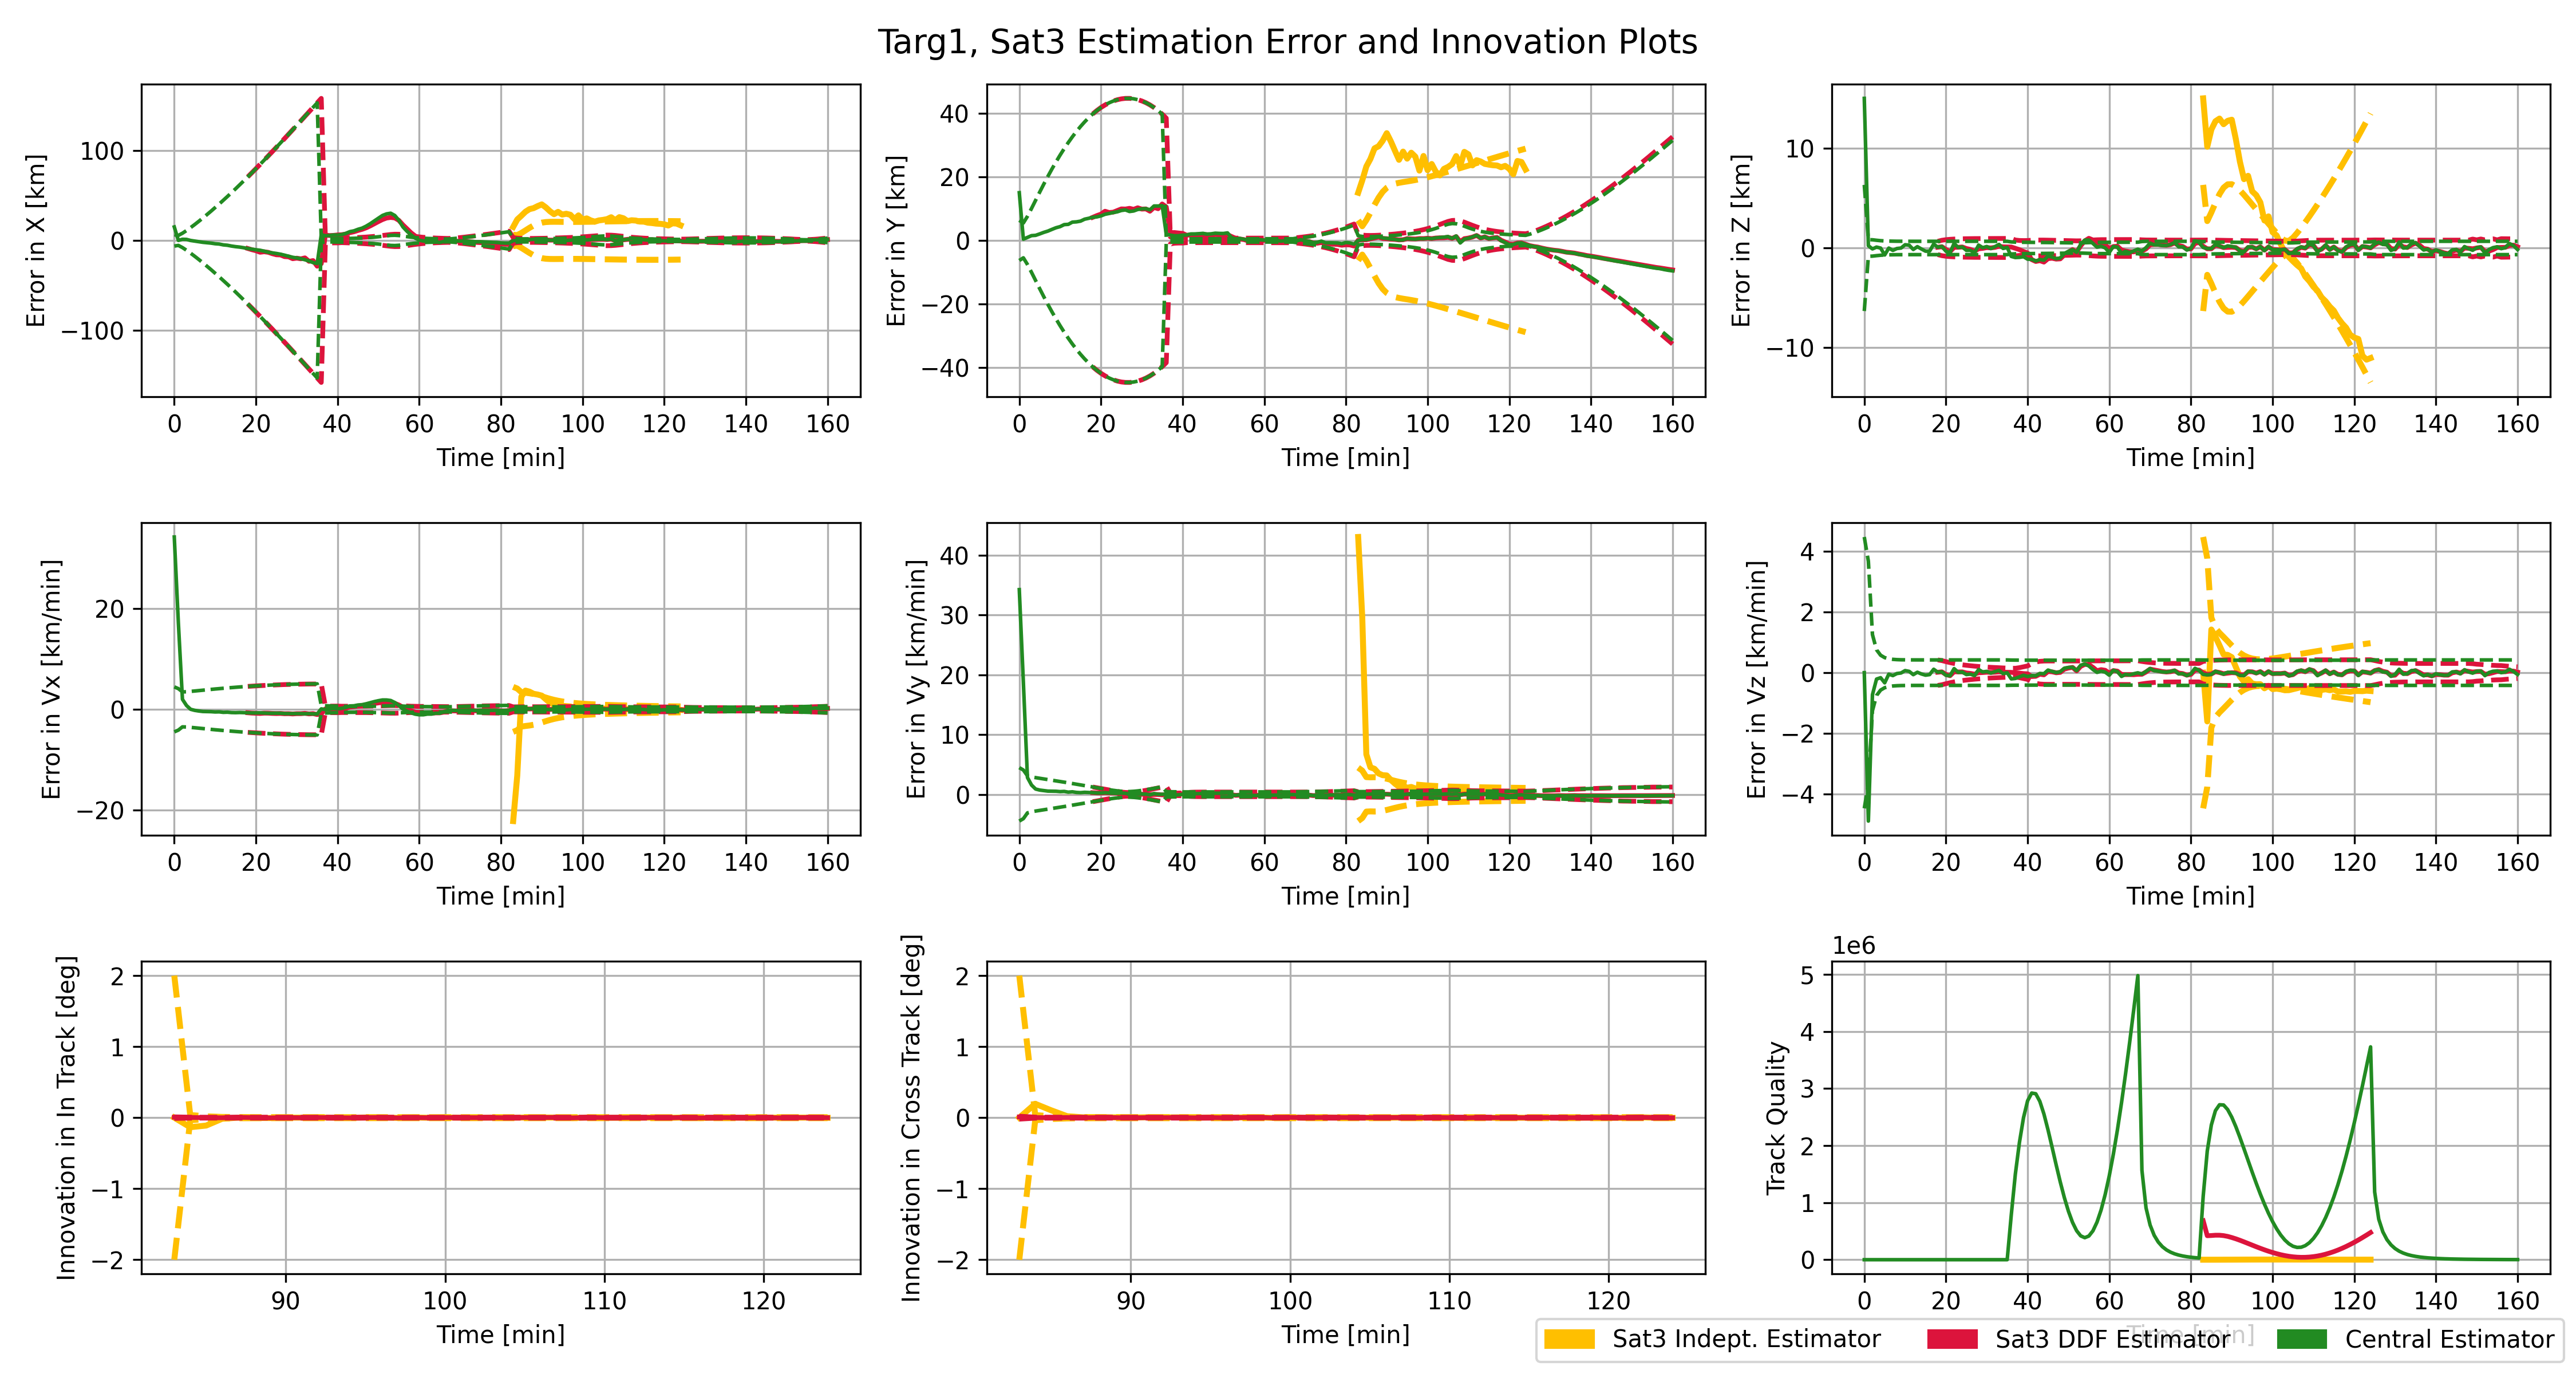 Targ1, Sat3 Estimation Error and Innovation Plots
Error in X [km]
100
0
−100
0 20 40 60 80 100 120 140 160
Time [min]
Error in Y [km]
40
20
0
−20
−40
0 20 40 60 80 100 120 140 160
Time [min]
Error in Z [km]
10
0
−10
0 20 40 60 80 100 120 140 160
Time [min]
Error in Vx [km/min]
20
0
−20
0 20 40 60 80 100 120 140 160
Time [min]
Error in Vy [km/min]
40
30
20
10
0
0 20 40 60 80 100 120 140 160
Time [min]
Error in Vz [km/min]
4
2
0
−2
−4
0 20 40 60 80 100 120 140 160
Time [min]
Innovation in In Track [deg]
2
1
0
−1
−2
90 100 110 120
Time [min]
Innovation in Cross Track [deg]
2
1
0
−1
−2
90 100 110 120
Time [min]
1e6
Track Quality
5
4
3
2
1
0
0 20 40 60 80 100 120 140 160
Time [min]
Sat3 Indept. Estimator Sat3 DDF Estimator Central Estimator